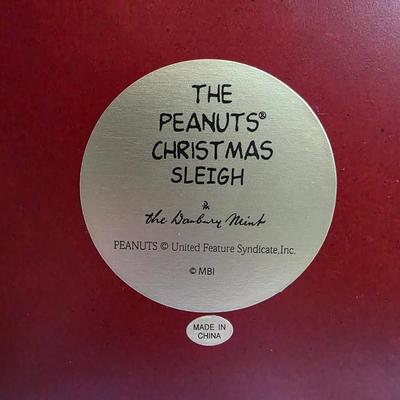 THE
PEANUTS®
CHRISTMAS
SLEIGH
The Danbury Mint
PEANUTS © United Feature Syndicate, Inc.
© MBI
MADE IN
CHINA